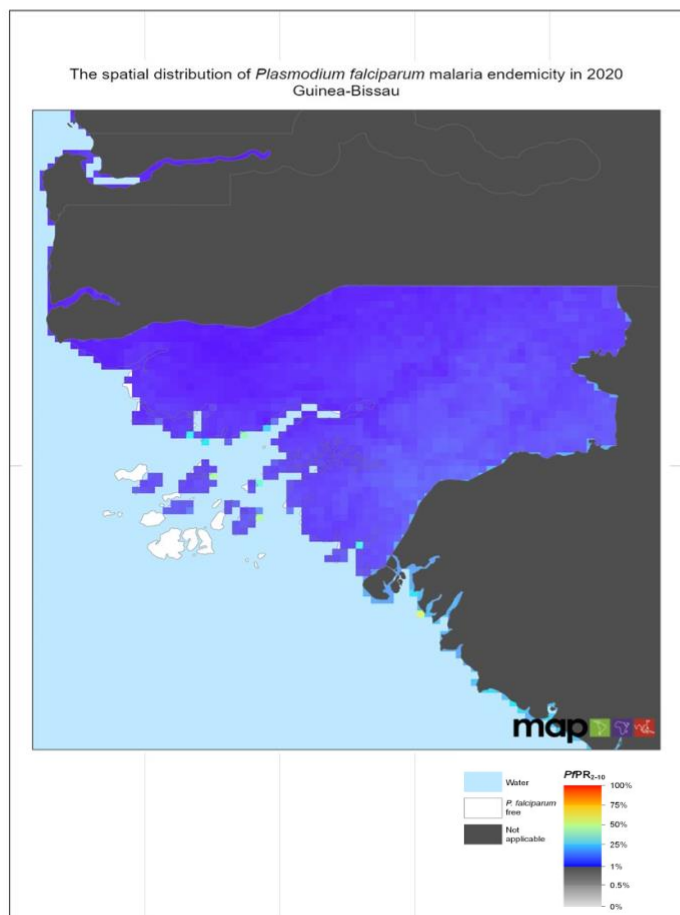 The spatial distribution of Plasmodium falciparum malaria endemicity in 2020
Guinea-Bissau
map
Water
P. falciparum
free
Not
applicable
PfPR2-10
100%
75%
50%
25%
1%
0.5%
0%